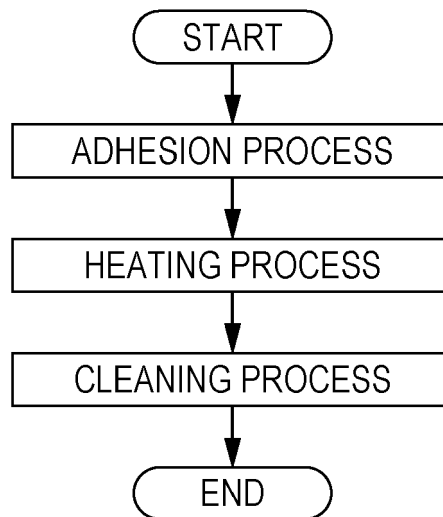 START
ADHESION PROCESS
HEATING PROCESS
CLEANING PROCESS
END